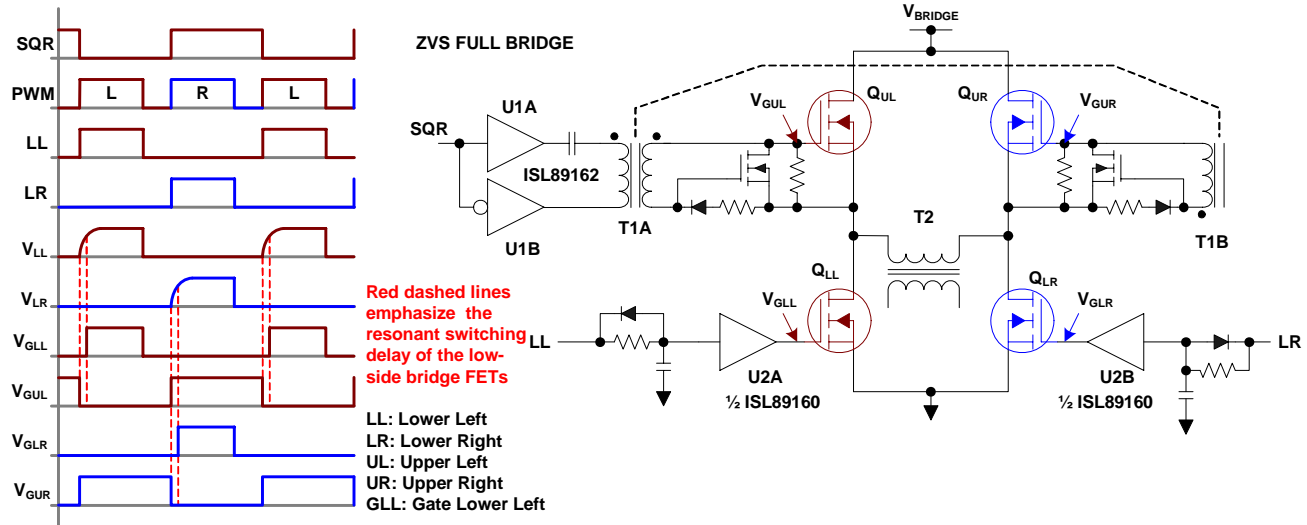 SQR
PWM
L
R
L
LL
LR
VLL
VLR
VGLL
VGUL
VGLR
VGUR
Red dashed lines
emphasize the
resonant switching
delay of the low-
side bridge FETs
LL: Lower Left
LR: Lower Right
UL: Upper Left
UR: Upper Right
GLL: Gate Lower Left
ZVS FULL BRIDGE
VBRIDGE
SQR
U1A
ISL89162
U1B
T1A
VGUL
QUL
QUR
VGUR
T1B
T2
QLL
VGLL
QLR
VGLR
LL
U2A
½ ISL89160
U2B
½ ISL89160
LR